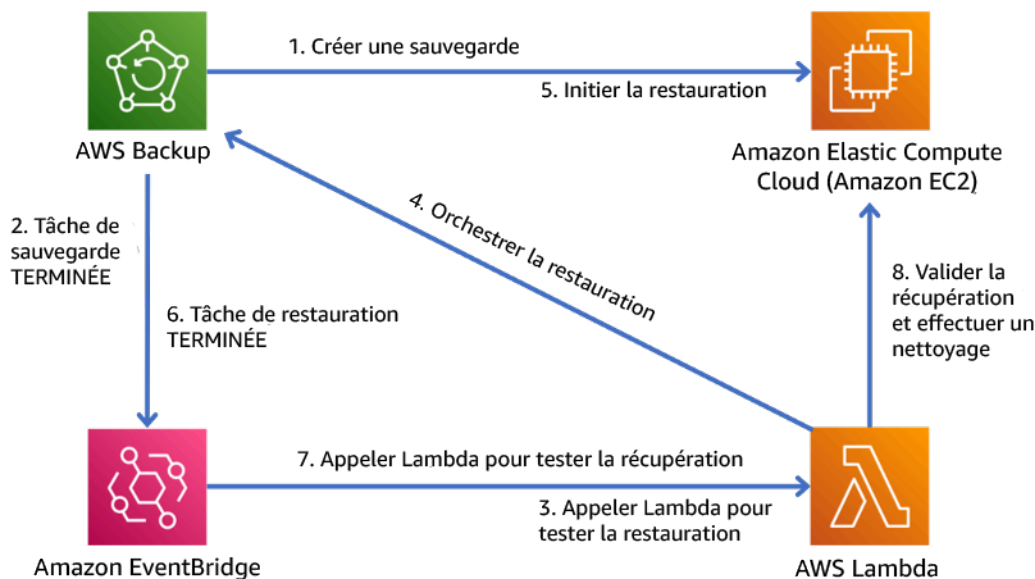 1. Créer une sauvegarde
5. Initier la restauration
AWS Backup
Amazon Elastic Compute
Cloud (Amazon EC2)
2. Tâche de
sauvegarde
TERMINÉE
4. Orchestrer la restauration
6. Tâche de restauration
TERMINÉE
8. Valider la
récupération
et effectuer un
nettoyage
7. Appeler Lambda pour tester la récupération
3. Appeler Lambda pour
tester la restauration
Amazon EventBridge
AWS Lambda